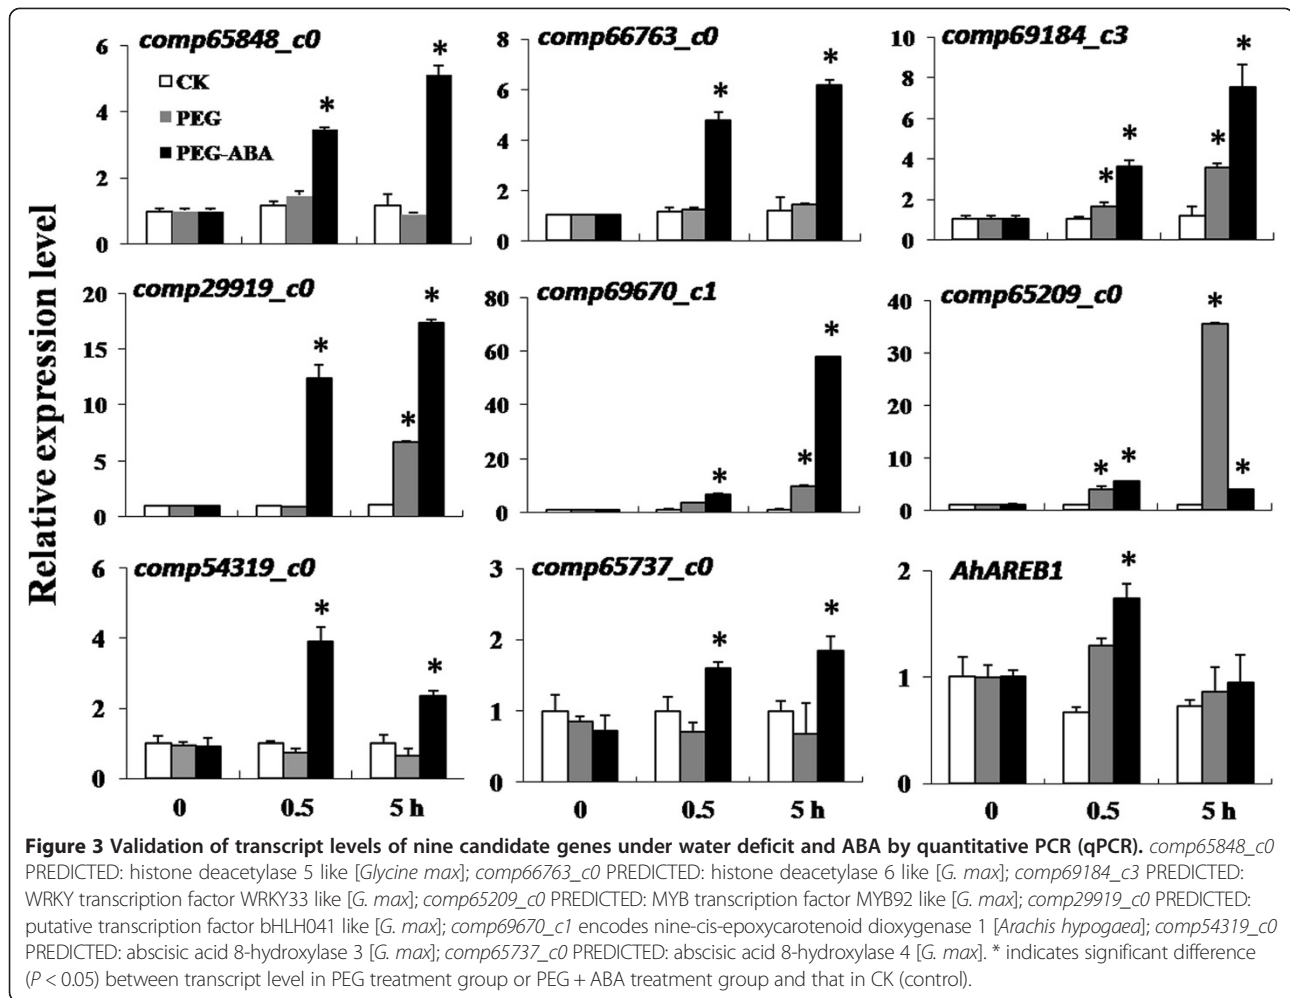 Relative expression level
comp65848_c0
6
4
2
0
CK
PEG
PEG-ABA
*
*
comp66763_c0
8
6
4
2
0
*
*
comp69184_c3
10
8
6
4
2
0
*
*
*
*
comp29919_c0
20
15
10
5
0
*
*
*
comp69670_c1
80
60
40
20
0
*
*
*
comp65209_c0
40
30
20
10
0
*
*
*
*
comp54319_c0
6
4
2
0
*
*
0 0.5 5 h
comp65737_c0
3
2
1
0
*
*
0 0.5 5 h
AhAREB1
2
1
0
*
0 0.5 5 h
Figure 3 Validation of transcript levels of nine candidate genes under water deficit and ABA by quantitative PCR (qPCR). comp65848_c0
PREDICTED: histone deacetylase 5 like [Glycine max]; comp66763_c0 PREDICTED: histone deacetylase 6 like [G. max]; comp69184_c3 PREDICTED:
WRKY transcription factor WRKY33 like [G. max]; comp65209_c0 PREDICTED: MYB transcription factor MYB92 like [G. max]; comp29919_c0 PREDICTED:
putative transcription factor bHLH041 like [G. max]; comp69670_c1 encodes nine-cis-epoxycarotenoid dioxygenase 1 [Arachis hypogaea]; comp54319_c0
PREDICTED: abscisic acid 8-hydroxylase 3 [G. max]; comp65737_c0 PREDICTED: abscisic acid 8-hydroxylase 4 [G. max]. * indicates significant difference
(P < 0.05) between transcript level in PEG treatment group or PEG + ABA treatment group and that in CK (control).